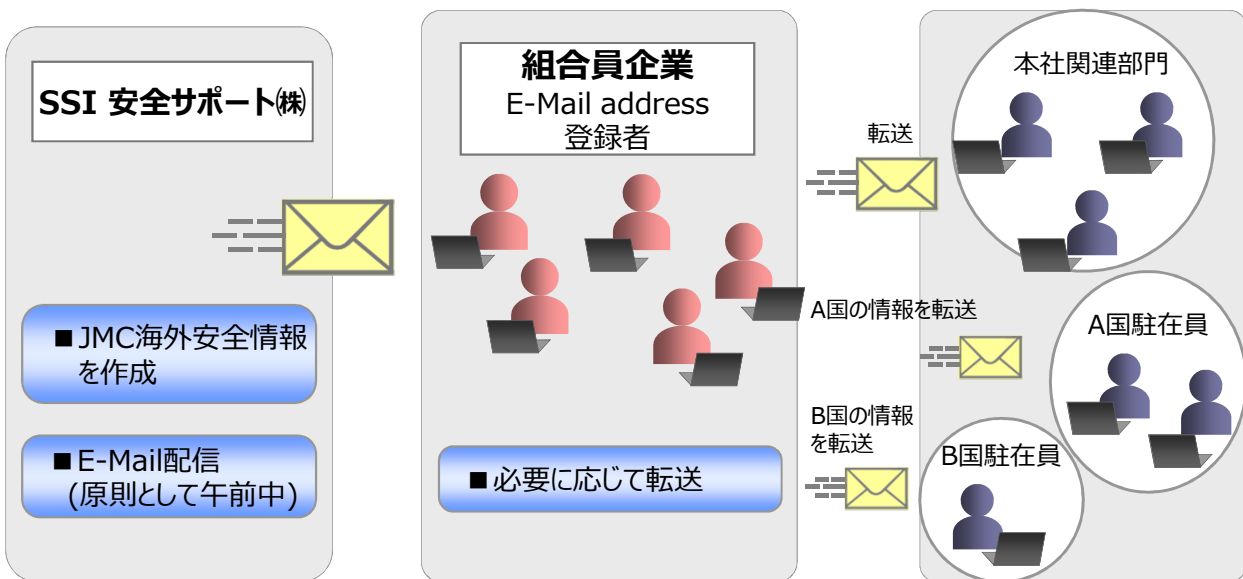 SSI 安全サポート㈱
■JMC海外安全情報
を作成
■E-Mail配信
(原則として午前中)
組合員企業
E-Mail address
登録者
■必要に応じて転送
転送
A国の情報を転送
B国の情報
を転送
本社関連部門
A国駐在員
B国駐在員